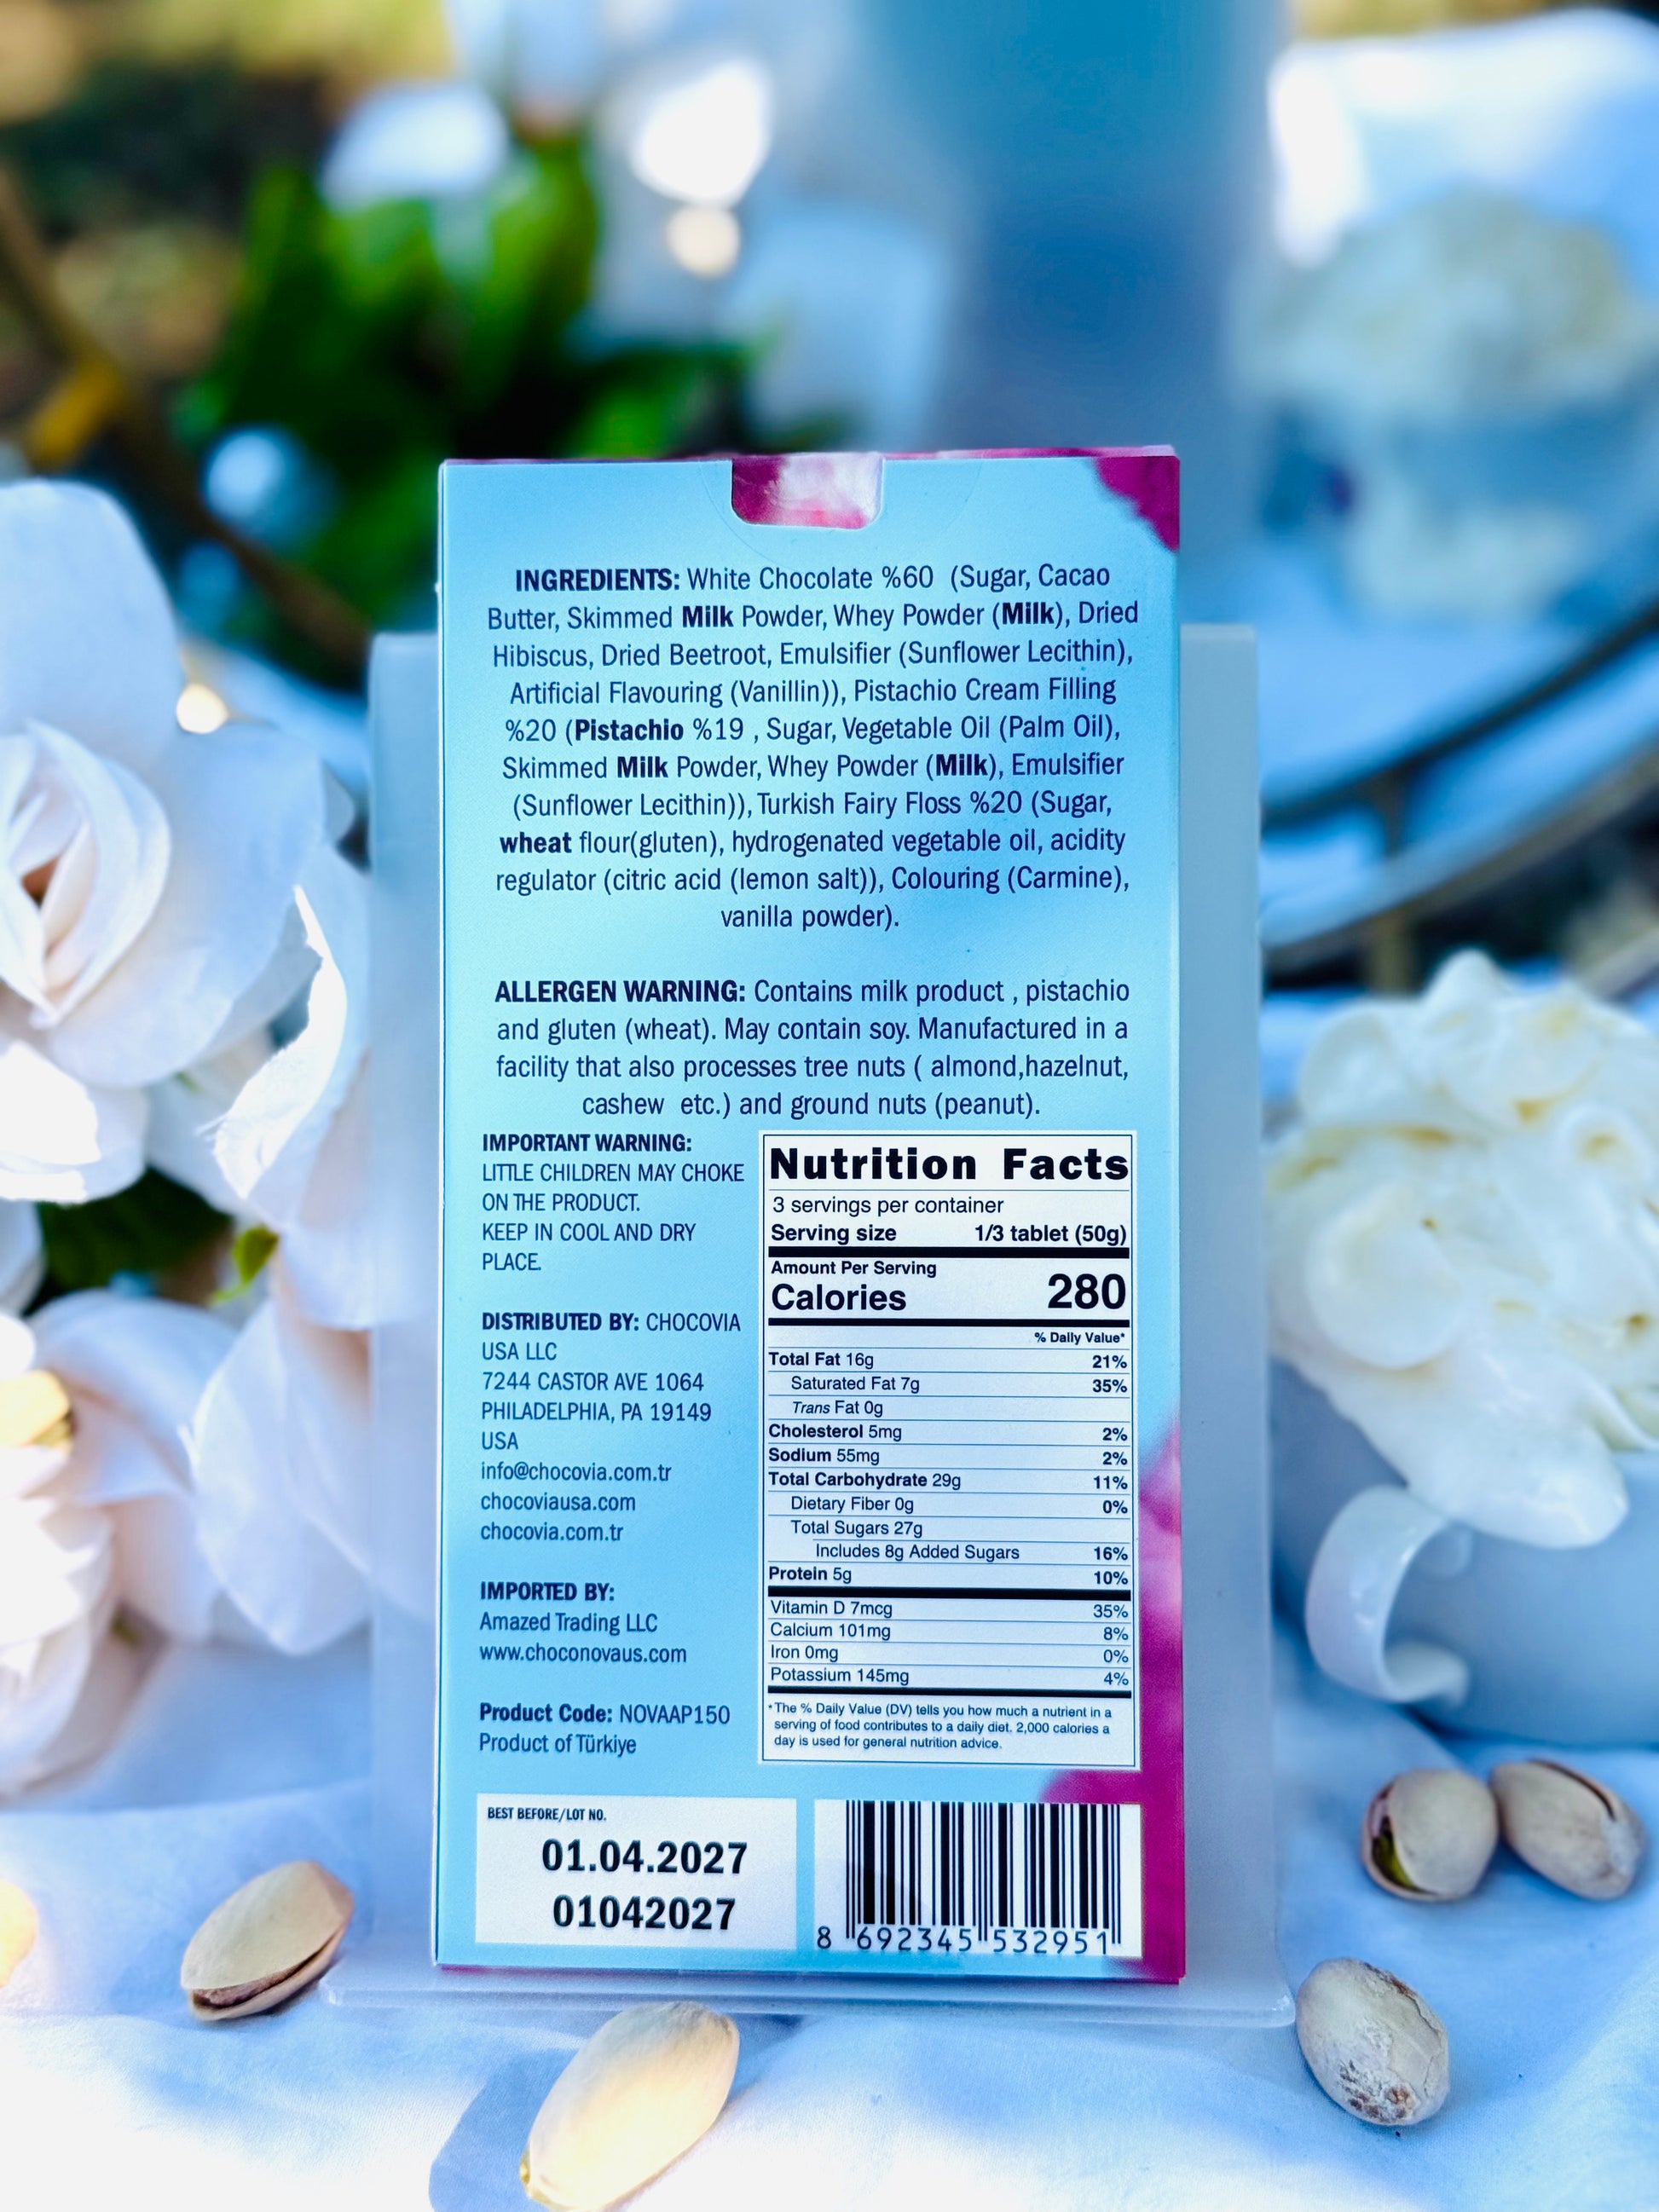 INGREDIENTS: White Chocolate %60 (Sugar, Cacao
Butter, Skimmed Milk Powder, Whey Powder (Milk), Dried
Hibiscus, Dried Beetroot, Emulsifier (Sunflower Lecithin),
Artificial Flavouring (Vanillin)), Pistachio Cream Filling
%20 (Pistachio %19 , Sugar, Vegetable Oil (Palm Oil),
Skimmed Milk Powder, Whey Powder (Milk), Emulsifier
(Sunflower Lecithin)), Turkish Fairy Floss %20 (Sugar,
wheat flour(gluten), hydrogenated vegetable oil, acidity
regulator (citric acid (lemon salt)), Colouring (Carmine),
vanilla powder).
ALLERGEN WARNING: Contains milk product , pistachio
and gluten (wheat). May contain soy. Manufactured in a
facility that also processes tree nuts ( almond,hazelnut,
cashew etc.) and ground nuts (peanut).
IMPORTANT WARNING:
LITTLE CHILDREN MAY CHOKE
ON THE PRODUCT.
KEEP IN COOL AND DRY
PLACE.
DISTRIBUTED BY: CHOCOVIA
USA LLC
7244 CASTOR AVE 1064
PHILADELPHIA, PA 19149
USA
info@chocovia.com.tr
chocoviausa.com
chocovia.com.tr
IMPORTED BY:
Amazed Trading LLC
www.choconovaus.com
Product Code: NOVAAP150
Product of Türkiye
Nutrition Facts
3 servings per container
Serving size 1/3 tablet (50g)
Amount Per Serving
Calories 280
% Daily Value*
Total Fat 16g 21%
Saturated Fat 7g 35%
Trans Fat 0g
Cholesterol 5mg 2%
Sodium 55mg 2%
Total Carbohydrate 29g 11%
Dietary Fiber 0g 0%
Total Sugars 27g
Includes 8g Added Sugars 16%
Protein 5g 10%
Vitamin D 7mcg 35%
Calcium 101mg 8%
Iron 0mg 0%
Potassium 145mg 4%
*The % Daily Value (DV) tells you how much a nutrient in a
serving of food contributes to a daily diet. 2,000 calories a
day is used for general nutrition advice.
BEST BEFORE/LOT NO.
01.04.2027
01042027
8 692345 532951